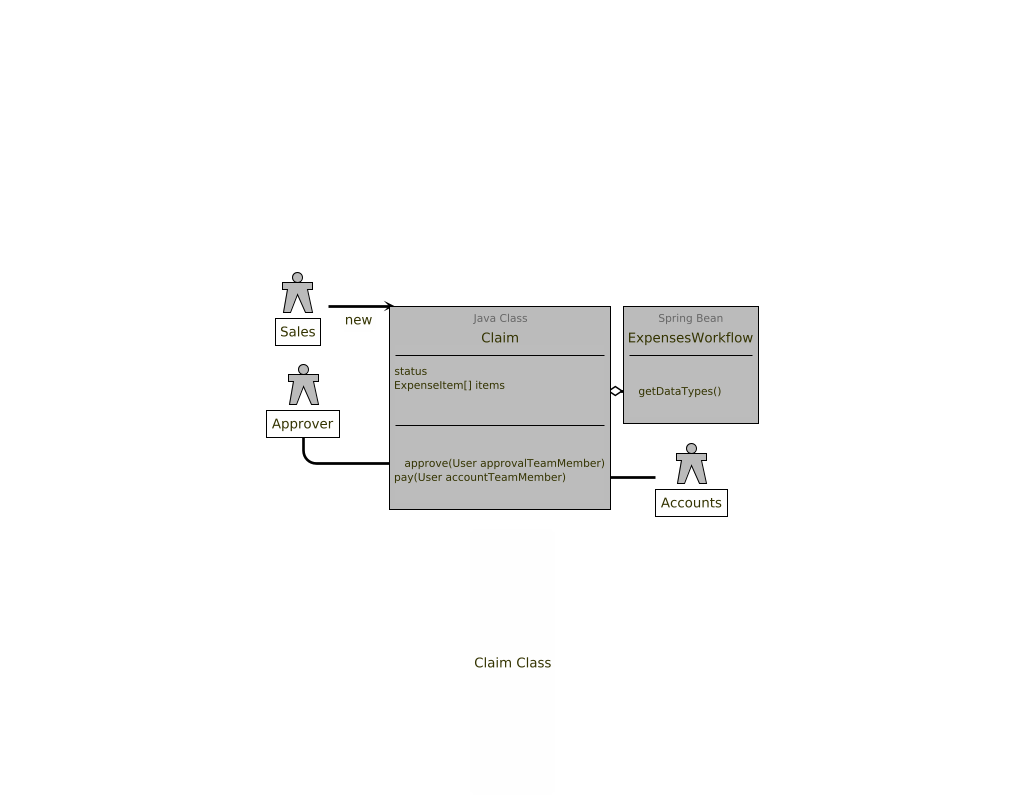 Sales
new
Approver
Java Class
Claim
status
ExpenseItem[] items
approve(User approvalTeamMember)
pay(User accountTeamMember)
Spring Bean
ExpensesWorkflow
getDataTypes()
Accounts
Claim Class